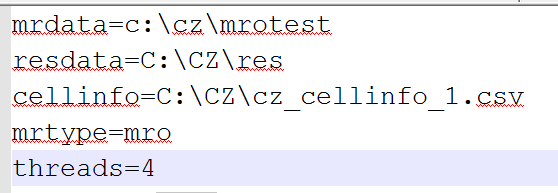 mrdata=c:\cz\mrotest
resdata=C:\CZ\res
cellinfo=C:\CZ\cz_cellinfo_1.csv
mrtype=mro
threads=4